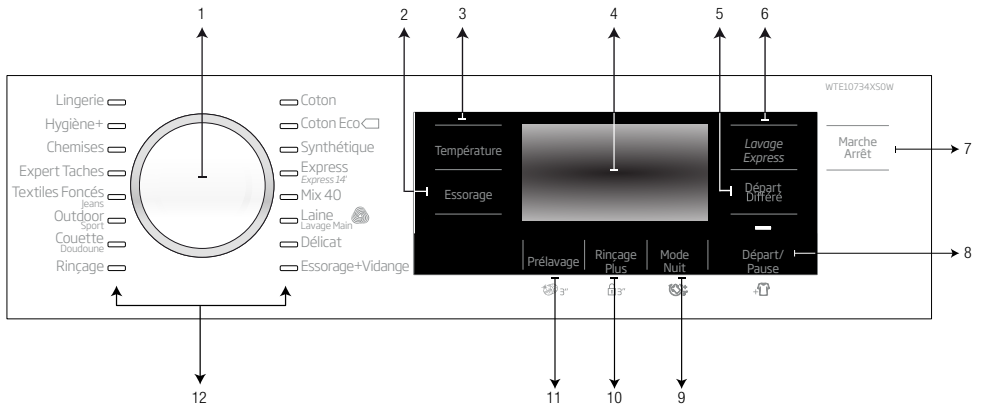 1
2
3
4
5
6
WTE10734XS0W
Lingerie
Hygiène+
Chemises
Expert Taches
Textiles Foncés
Jeans
Outdoor
Sport
Couette
Doudoune
Rinçage
Coton
Coton Eco
Synthétique
Express
Express 14'
Mix 40
Laine
Lavage Main
Délicat
Essorage+Vidange
Température
Essorage
Lavage
Express
Départ
Différé
Marche
Arrêt
7
Prélavage
Rinçage
Plus
Mode
Nuit
Départ/
Pause
8
3"
3"
+
12
11
10
9